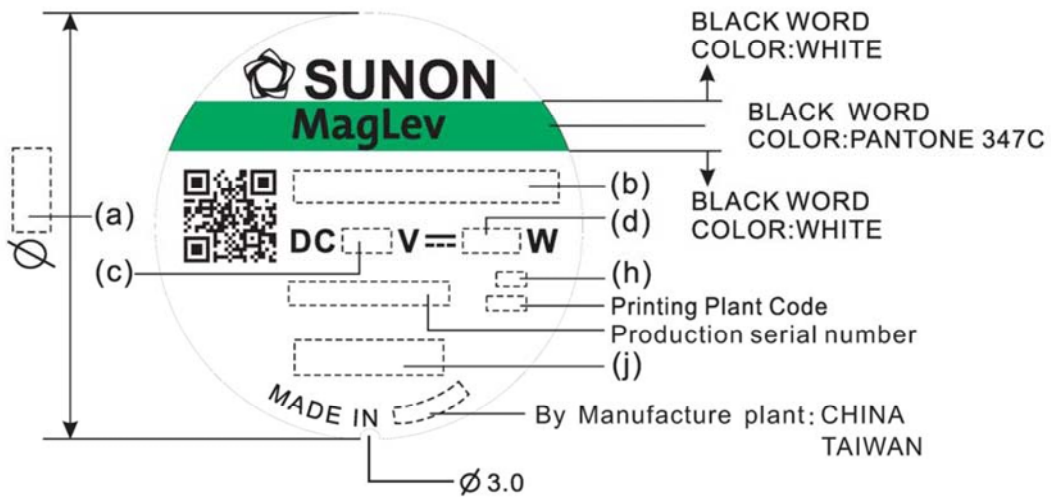 BLACK WORD
COLOR:WHITE
SUNON
MagLev
BLACK WORD
COLOR:PANTONE 347C
(a)
(b)
BLACK WORD
COLOR:WHITE
(d)
DC V⎓ W
(c)
(h)
Printing Plant Code
Production serial number
(j)
MADE IN
By Manufacture plant: CHINA
TAIWAN
Ø
Ø 3.0